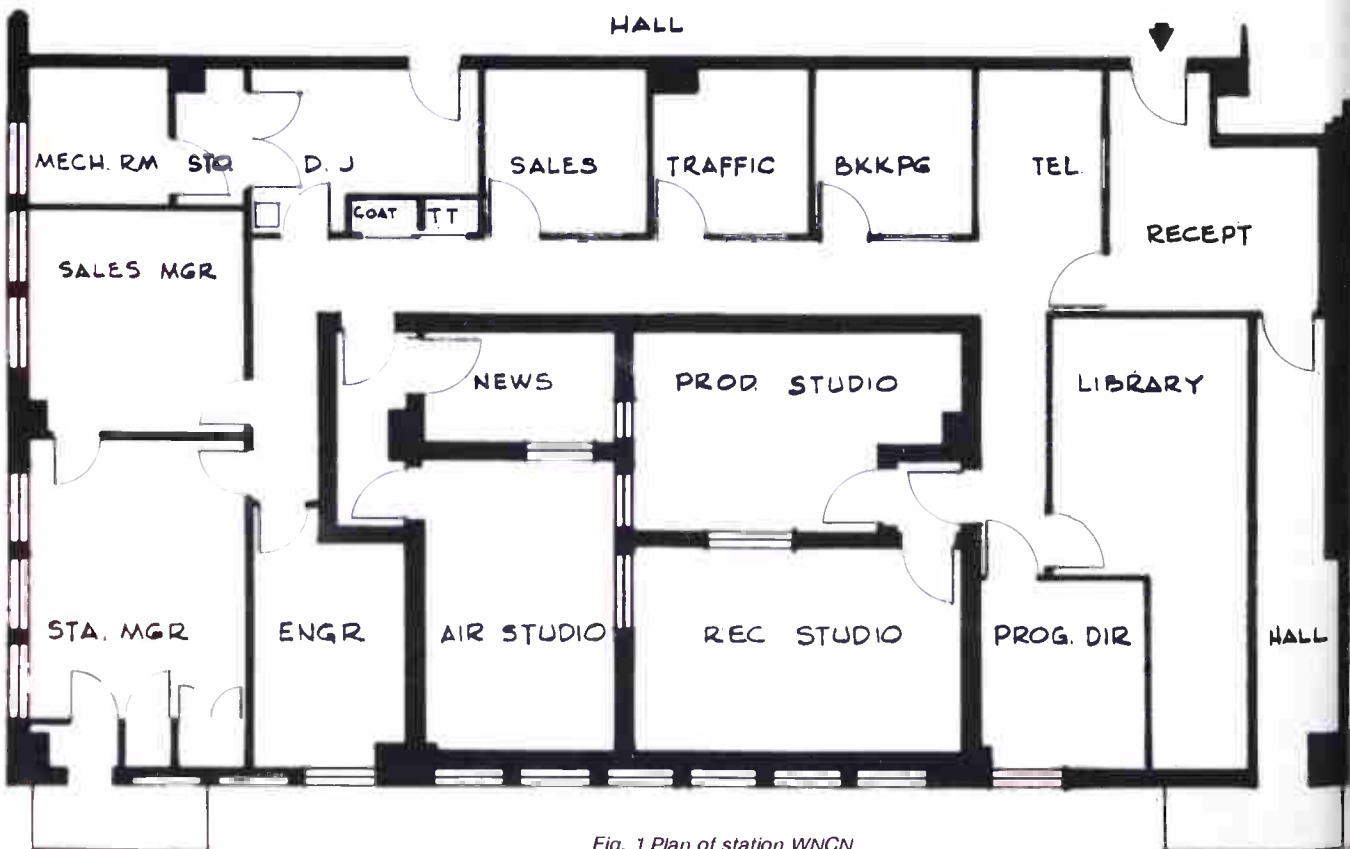 HALL
MECH. RM
STO.
D. J
SALES
TRAFFIC
BKKPG
TEL.
RECEPT
COAT
TT
SALES MGR
NEWS
PROD. STUDIO
LIBRARY
STA. MGR
ENGR
AIR STUDIO
REC STUDIO
PROG. DIR
HALL
Fig. 1 Plan of station WNCN